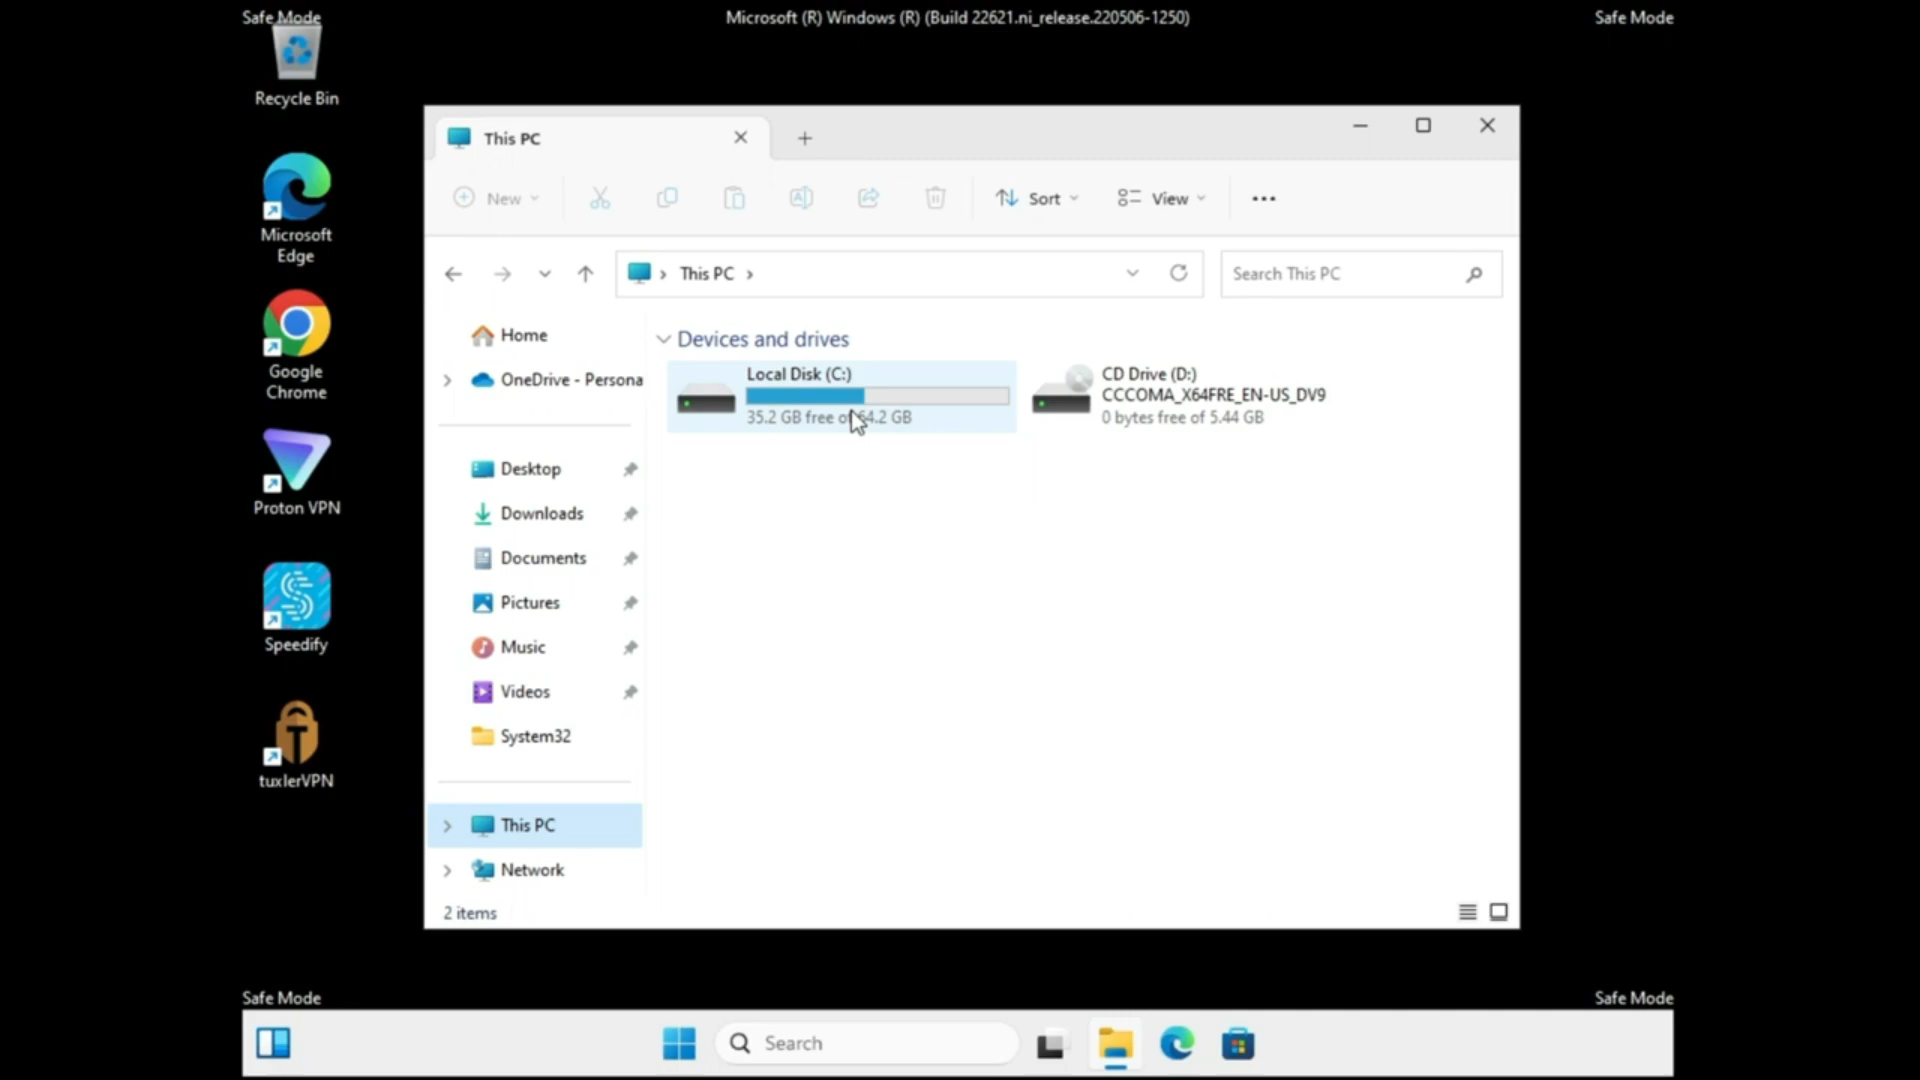 Safe Mode
Microsoft (R) Windows (R) (Build 22621.ni_release.220506-1250)
Safe Mode
Recycle Bin
Microsoft
Edge
Google
Chrome
Proton VPN
Speedify
tuxlerVPN
This PC
New
Sort
View
This PC
Search This PC
Home
OneDrive - Persona
Desktop
Downloads
Documents
Pictures
Music
Videos
System32
This PC
Network
Devices and drives
Local Disk (C:)
35.2 GB free of 64.2 GB
CD Drive (D:)
CCCOMA_X64FRE_EN-US_DV9
0 bytes free of 5.44 GB
2 items
Safe Mode
Safe Mode
Search